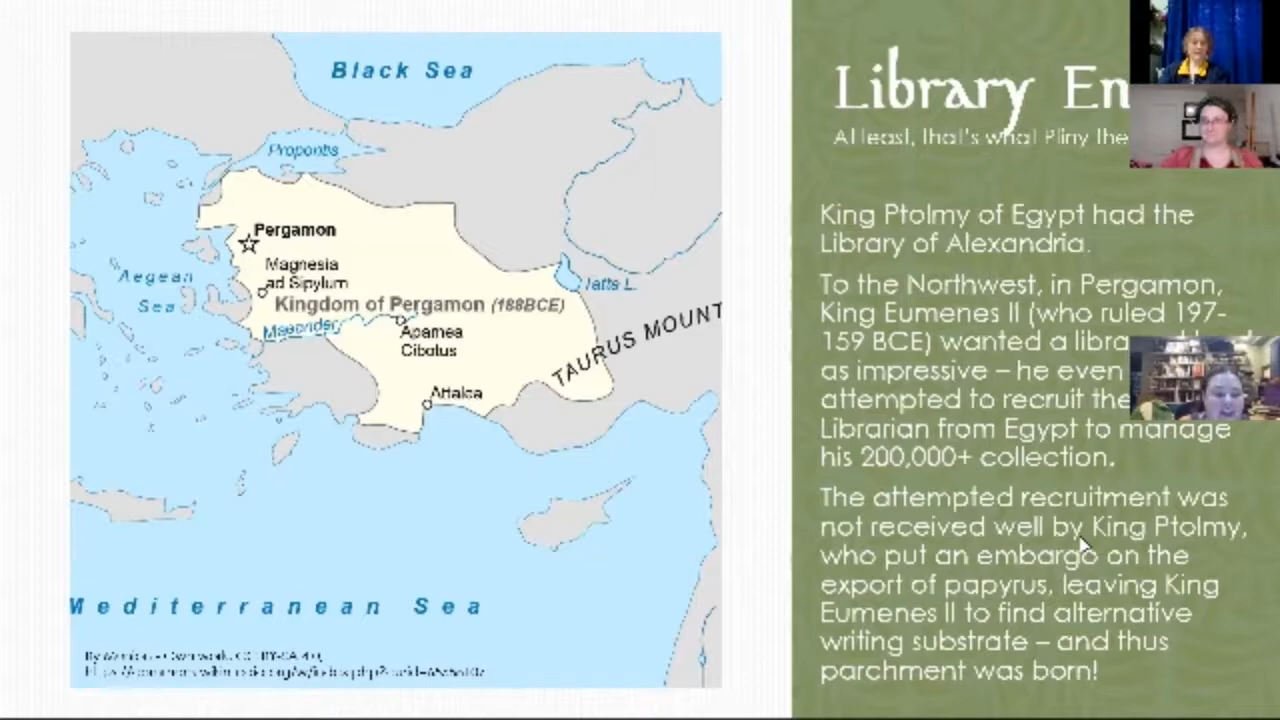 Black Sea
Propontis
Pergamon
Magnesia
ad Sipylum
Aegean
Sea
Tatta L.
Kingdom of Pergamon (188BCE)
Maeander
Apamea
Cibotus
TAURUS MOUNT
Attalea
Mediterranean Sea
Library En
At least, that's what Pliny the
King Ptolmy of Egypt had the
Library of Alexandria.
To the Northwest, in Pergamon,
King Eumenes II (who ruled 197-
159 BCE) wanted a
as impressive – he even
attempted to recruit the
Librarian from Egypt to manage
his 200,000+ collection.
The attempted recruitment was
not received well by King Ptolmy,
who put an embargo on the
export of papyrus, leaving King
Eumenes II to find alternative
writing substrate – and thus
parchment was born!